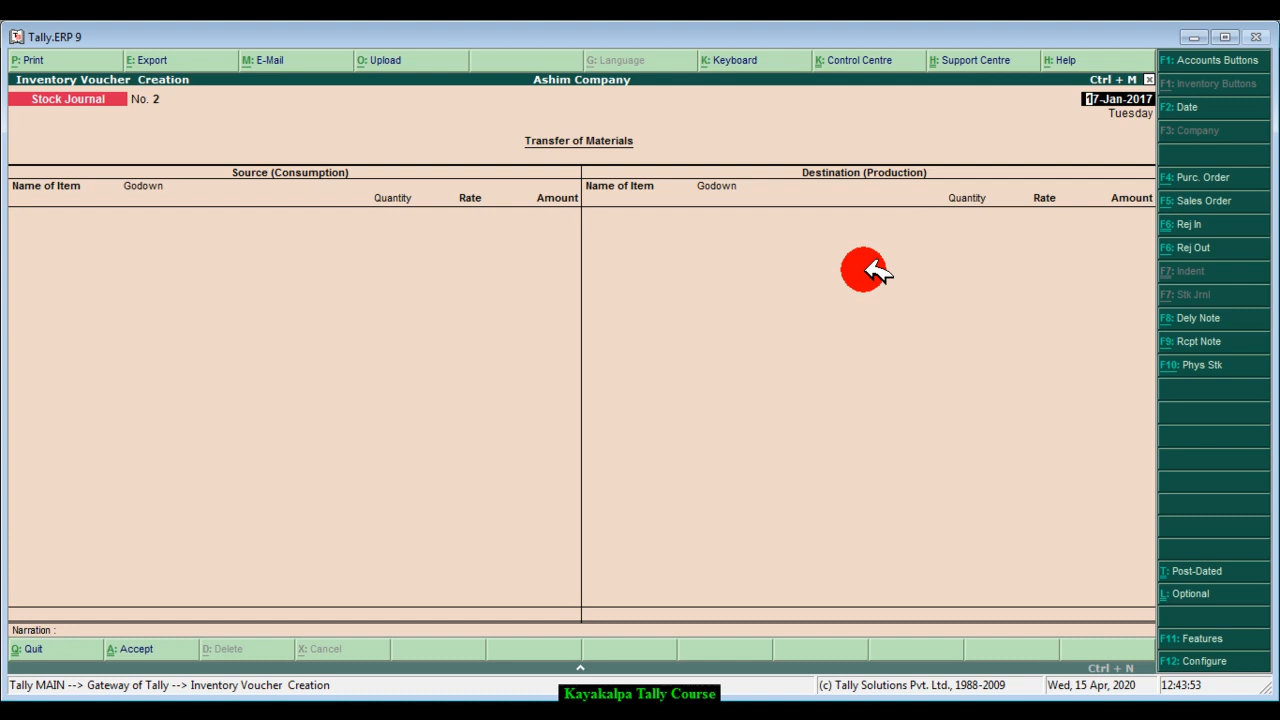 Tally.ERP 9
P: Print E: Export M: E-Mail O: Upload G: Language K: Keyboard K: Control Centre H: Support Centre H: Help
Inventory Voucher Creation Ashim Company Ctrl + M
Stock Journal No. 2 17-Jan-2017
Tuesday
Transfer of Materials
Source (Consumption) Destination (Production)
Name of Item Godown Name of Item Godown
Quantity Rate Amount Quantity Rate Amount
Narration :
Q: Quit A: Accept D: Delete X: Cancel
Ctrl + N
F1: Accounts Buttons
F1: Inventory Buttons
F2: Date
F3: Company
F4: Purc. Order
F5: Sales Order
F6: Rej In
F6: Rej Out
F7: Indent
F7: Stk Jrnl
F8: Dely Note
F9: Rcpt Note
F10: Phys Stk
T: Post-Dated
L: Optional
F11: Features
F12: Configure
Tally MAIN --> Gateway of Tally --> Inventory Voucher Creation (c) Tally Solutions Pvt. Ltd., 1988-2009 Wed, 15 Apr, 2020 12:43:53
Kayakalpa Tally Course